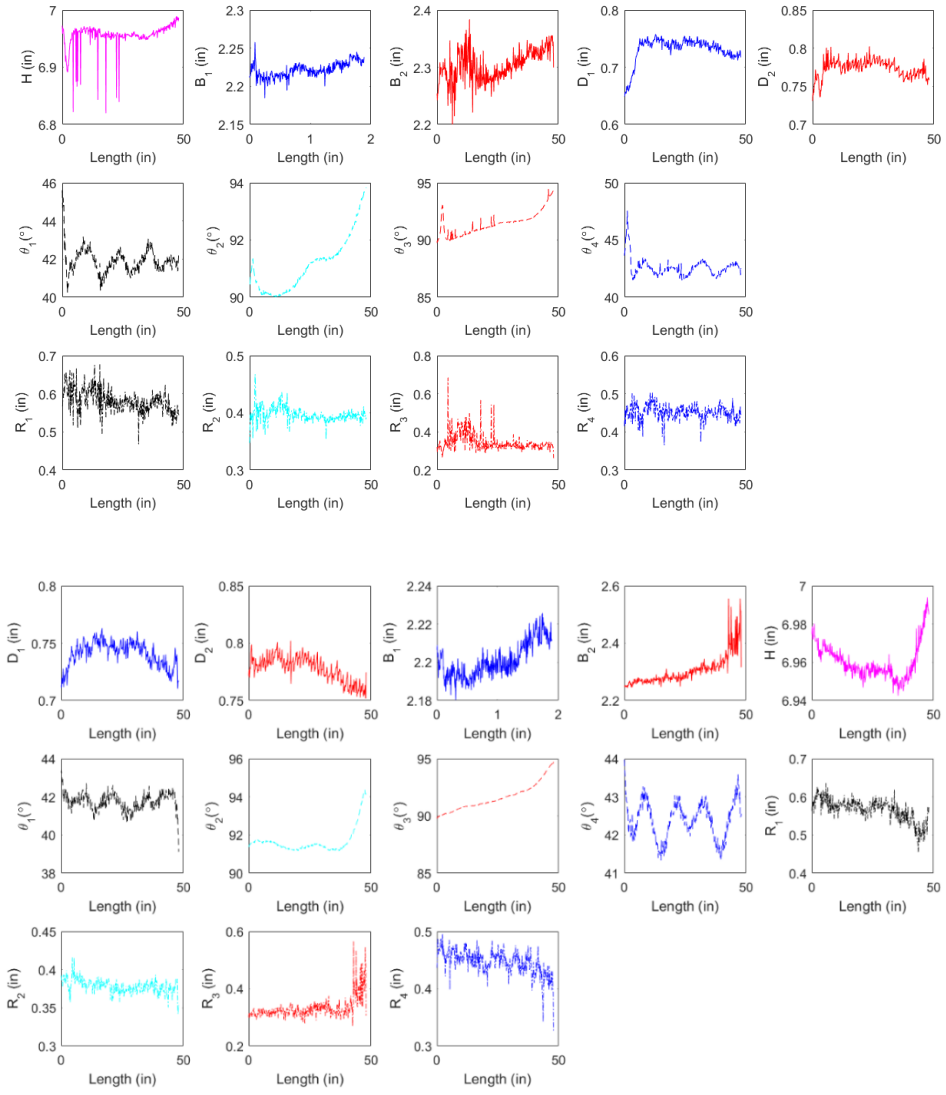 H (in)
7
6.9
6.8
0 50
Length (in)
B₁ (in)
2.3
2.25
2.2
2.15
0 1 2
Length (in)
B₂ (in)
2.4
2.3
2.2
0 50
Length (in)
D₁ (in)
0.8
0.7
0.6
0 50
Length (in)
D₂ (in)
0.85
0.8
0.75
0.7
0 50
Length (in)
θ₁(°)
46
44
42
40
0 50
Length (in)
θ₂(°)
94
92
90
0 50
Length (in)
θ₃(°)
95
90
85
0 50
Length (in)
θ₄(°)
50
45
40
0 50
Length (in)
R₁ (in)
0.7
0.6
0.5
0.4
0 50
Length (in)
R₂ (in)
0.5
0.4
0.3
0 50
Length (in)
R₃ (in)
0.8
0.6
0.4
0.2
0 50
Length (in)
R₄ (in)
0.6
0.5
0.4
0.3
0 50
Length (in)
D₁ (in)
0.8
0.75
0.7
0 50
Length (in)
D₂ (in)
0.85
0.8
0.75
0 50
Length (in)
B₁ (in)
2.24
2.22
2.2
2.18
0 1 2
Length (in)
B₂ (in)
2.6
2.4
2.2
0 50
Length (in)
H (in)
7
6.98
6.96
6.94
0 50
Length (in)
θ₁(°)
44
42
40
38
0 50
Length (in)
θ₂(°)
96
94
92
90
0 50
Length (in)
θ₃(°)
95
90
85
0 50
Length (in)
θ₄(°)
44
43
42
41
0 50
Length (in)
R₁ (in)
0.7
0.6
0.5
0.4
0 50
Length (in)
R₂ (in)
0.45
0.4
0.35
0.3
0 50
Length (in)
R₃ (in)
0.6
0.4
0.2
0 50
Length (in)
R₄ (in)
0.5
0.4
0.3
0 50
Length (in)